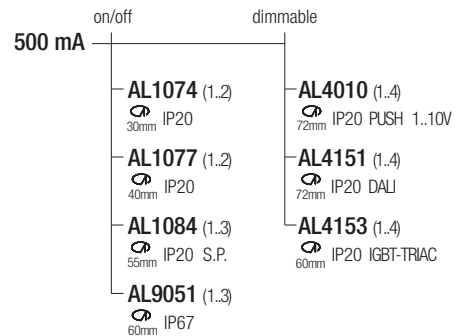 on/off
dimmable
500 mA
AL1074 (1..2)
30mm IP20
AL1077 (1..2)
40mm IP20
AL1084 (1..3)
55mm IP20 S.P.
AL9051 (1..3)
60mm IP67
AL4010 (1..4)
72mm IP20 PUSH 1..10V
AL4151 (1..4)
72mm IP20 DALI
AL4153 (1..4)
60mm IP20 IGBT-TRIAC